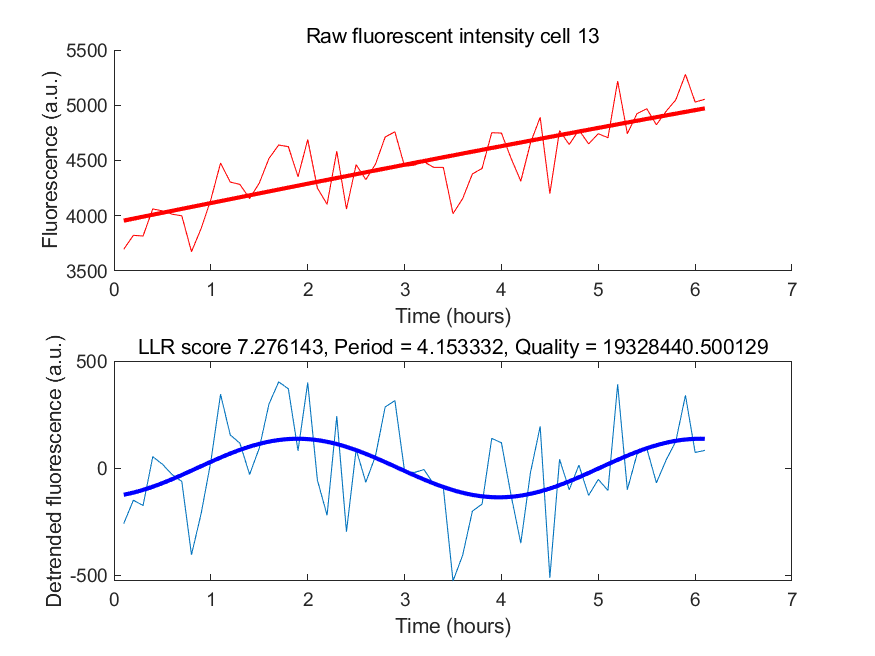 Raw fluorescent intensity cell 13
5500
5000
4500
4000
3500
Fluorescence (a.u.)
0 1 2 3 4 5 6 7
Time (hours)
LLR score 7.276143, Period = 4.153332, Quality = 19328440.500129
500
0
-500
Detrended fluorescence (a.u.)
0 1 2 3 4 5 6 7
Time (hours)